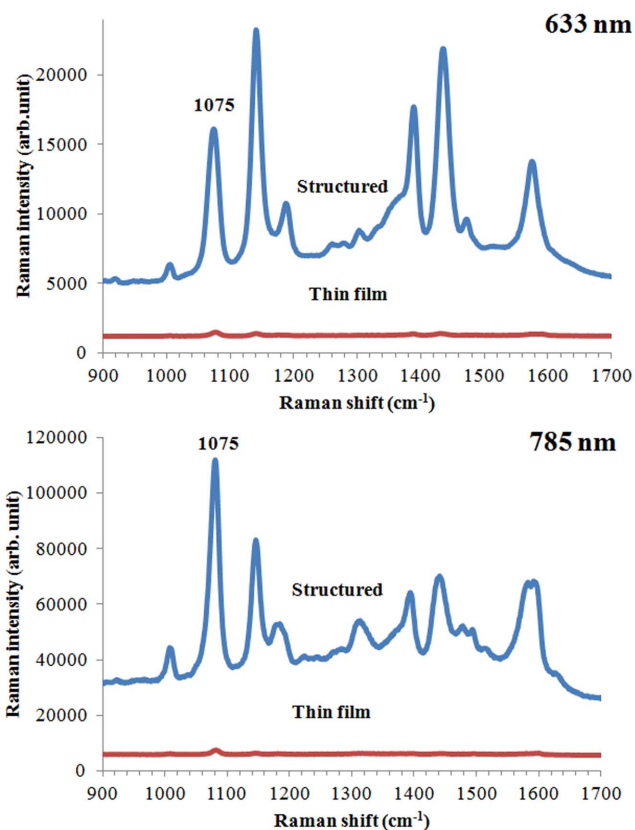 633 nm
Raman intensity (arb.unit)
20000
15000
10000
5000
0
1075
Structured
Thin film
900 1000 1100 1200 1300 1400 1500 1600 1700
Raman shift (cm-1)
785 nm
Raman intensity (arb. unit)
120000
100000
80000
60000
40000
20000
0
1075
Structured
Thin film
900 1000 1100 1200 1300 1400 1500 1600 1700
Raman shift (cm-1)